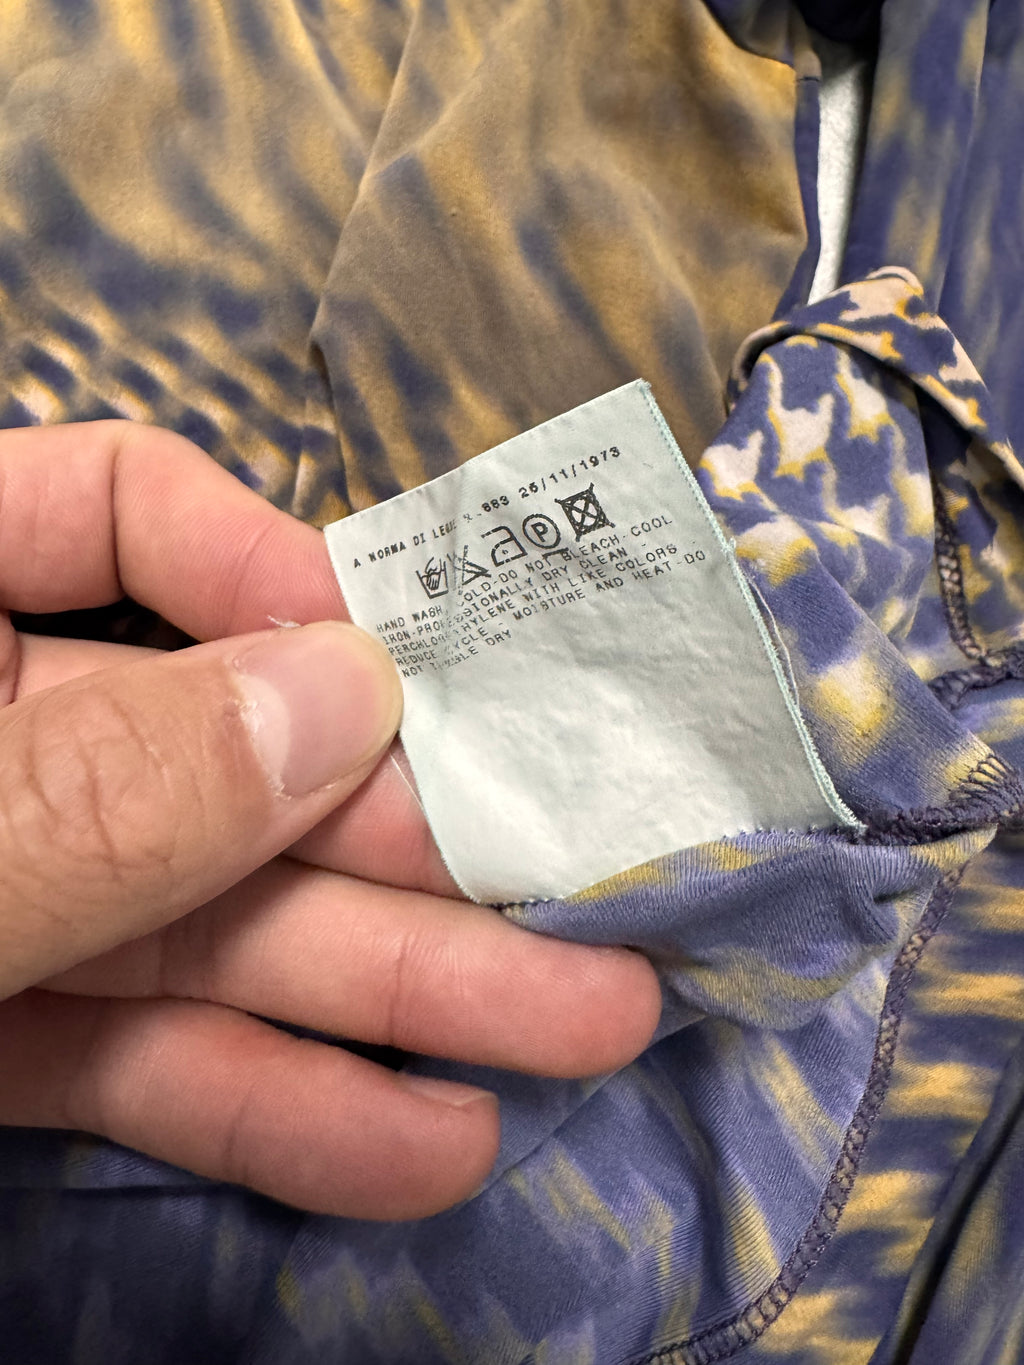 A NORMA DI LEGGE N.883 25/11/1973
P
HAND WASH, COLD-DO NOT BLEACH-COOL
IRON-PROFESSIONALLY DRY CLEAN -
PERCHLOROETHYLENE WITH LIKE COLORS
REDUCE CYCLE - MOISTURE AND HEAT-DO
NOT TUMBLE DRY